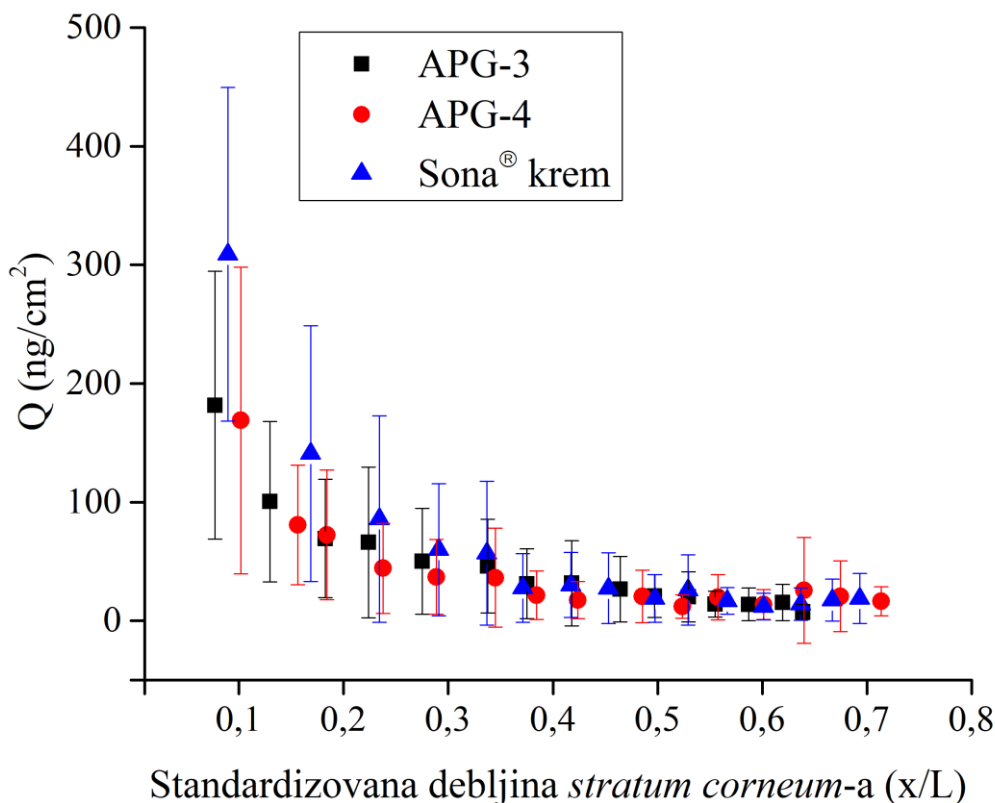 500
400
300
200
100
0
Q (ng/cm²)
APG-3
APG-4
Sona® krem
0,1 0,2 0,3 0,4 0,5 0,6 0,7 0,8
Standardizovana debljina stratum corneum-a (x/L)